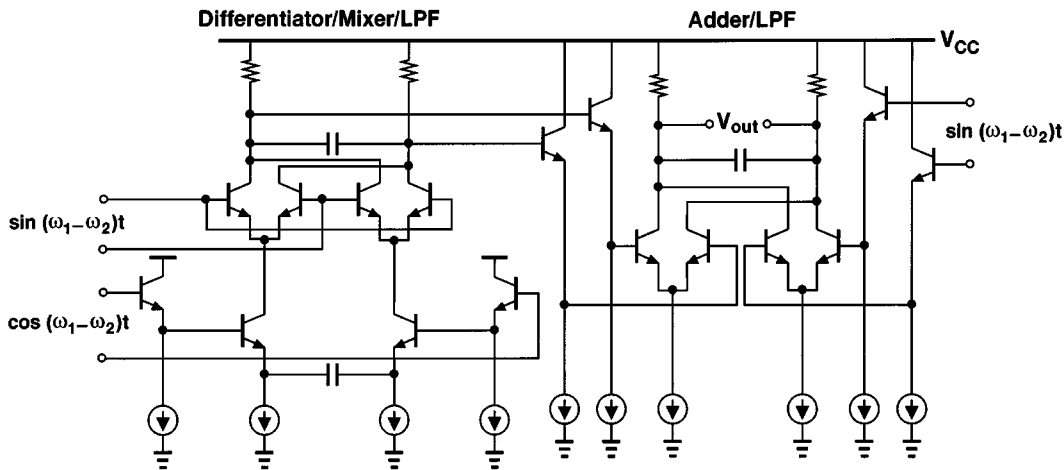 Differentiator/Mixer/LPF
Adder/LPF
V_CC
V_out
sin (ω₁−ω₂)t
sin (ω₁−ω₂)t
cos (ω₁−ω₂)t